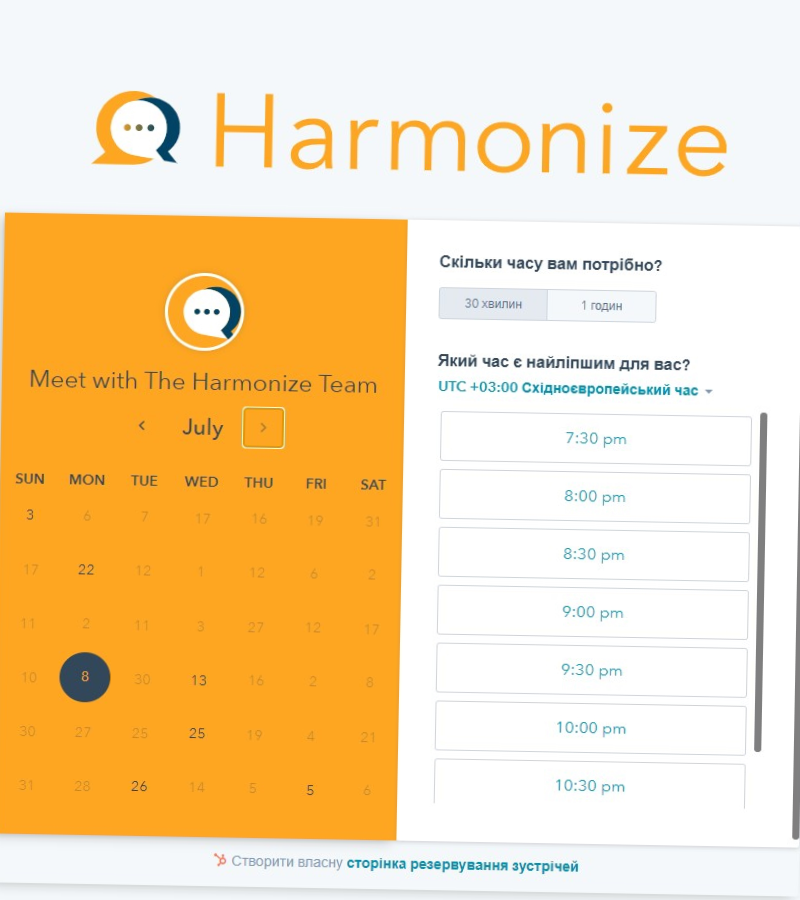 Harmonize
Meet with The Harmonize Team
July
SUN MON TUE WED THU FRI SAT
3 6 7 17 16 19 31
17 22 12 1 12 6 2
11 2 11 3 27 12 17
10 8 30 13 16 2 8
30 27 25 25 19 4 21
31 28 26 14 5 5 6
Скільки часу вам потрібно?
30 хвилин 1 годин
Який час є найліпшим для вас?
UTC +03:00 Східноєвропейський час
7:30 pm
8:00 pm
8:30 pm
9:00 pm
9:30 pm
10:00 pm
10:30 pm
Створити власну сторінка резервування зустрічей